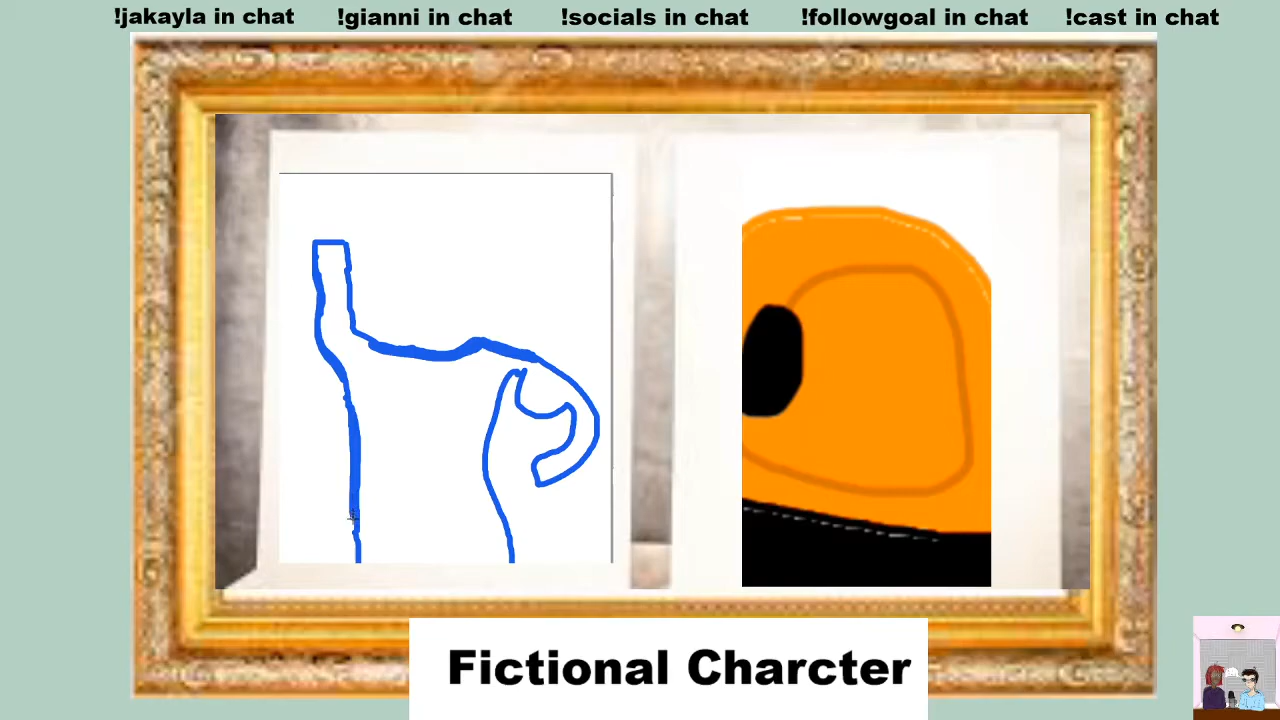 !jakayla in chat !gianni in chat !socials in chat !followgoal in chat !cast in chat
Fictional Charcter